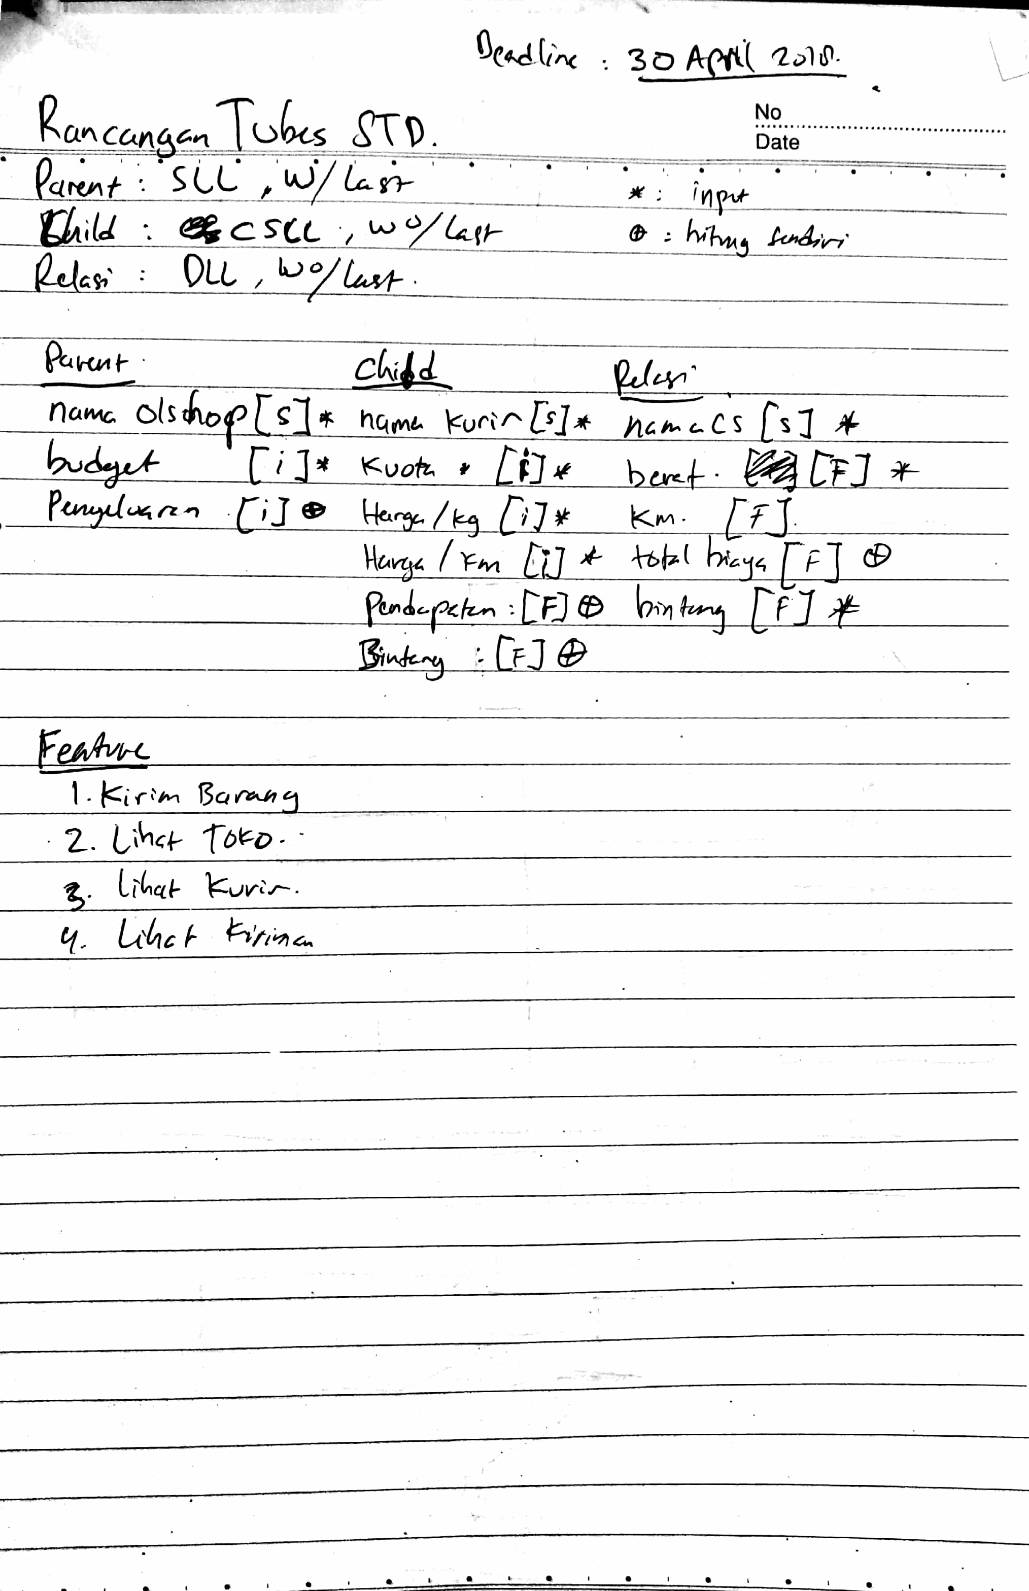 Deadline : 30 April 2018.
No
Date
Rancangan Tubes STD.
Parent : SLL , w/ Last
* : input
Child : CSLL , wo/ Last
⊕ : hitung sendiri
Relasi : DLL , wo/ Last .
Parent Child Relasi
nama olshop [s] * nama kurir [s] * nama CS [s] *
budget [i] * Kuota * [i] * berat . [F] *
Pengeluaran [i] ⊕ Harga / kg [i] * Km. [F].
Harga / Km [i] * total biaya [F] ⊕
Pendapatan : [F] ⊕ bintang [F] *
Bintang : [F] ⊕
Feature
1. Kirim Barang
2. Lihat Toko.
3. Lihat Kurir.
4. Lihat Kiriman